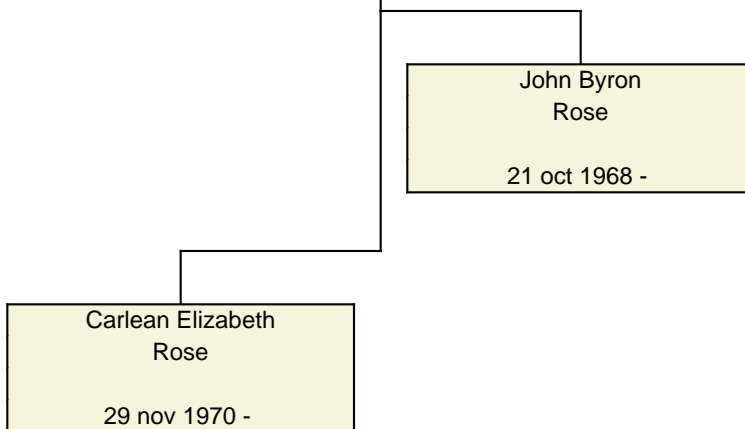 John Byron
Rose
21 oct 1968 -
Carlean Elizabeth
Rose
29 nov 1970 -